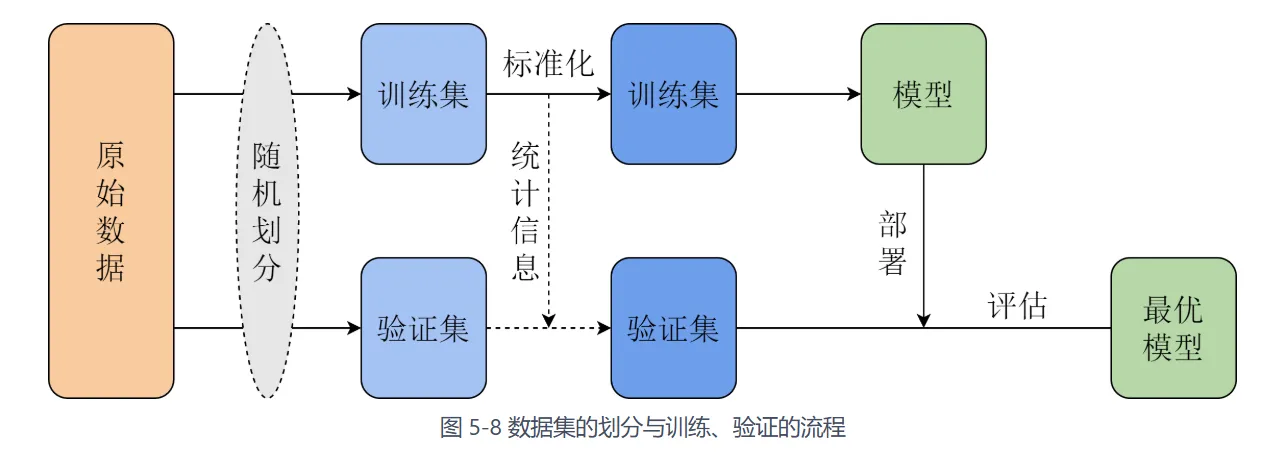 原始数据
随机划分
训练集
标准化
训练集
模型
统计信息
部署
验证集
验证集
评估
最优
模型
图 5-8 数据集的划分与训练、验证的流程